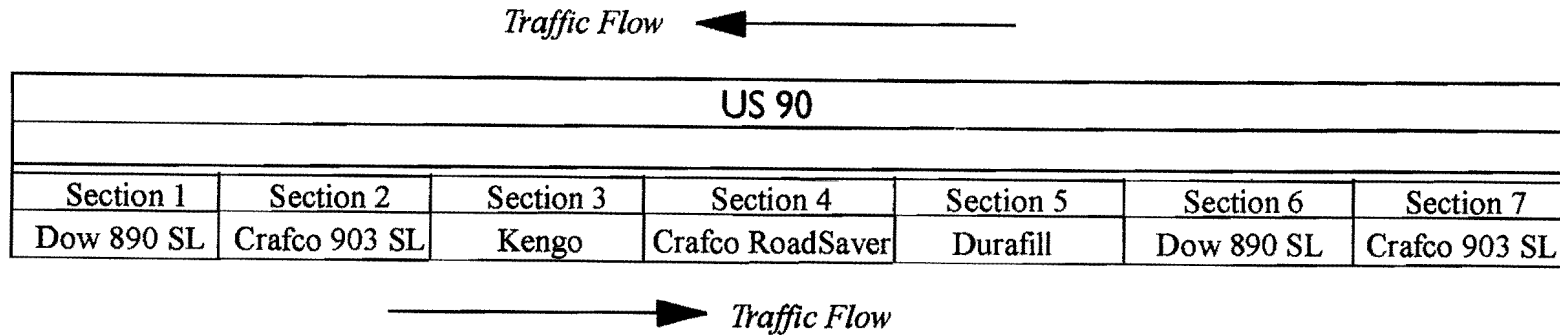 Traffic Flow
US 90
Section 1 Section 2 Section 3 Section 4 Section 5 Section 6 Section 7
Dow 890 SL Crafco 903 SL Kengo Crafco RoadSaver Durafill Dow 890 SL Crafco 903 SL
Traffic Flow